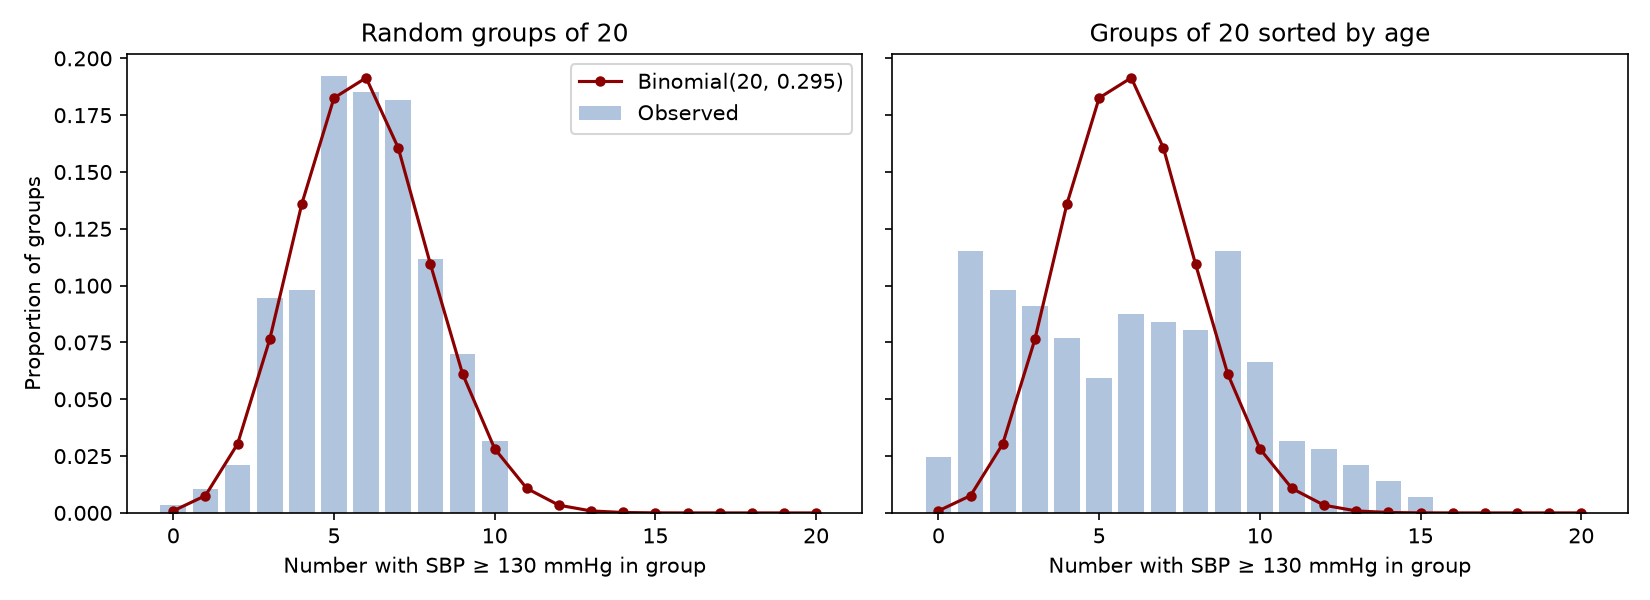 Random groups of 20
Groups of 20 sorted by age
Proportion of groups
0.200
0.175
0.150
0.125
0.100
0.075
0.050
0.025
0.000
Binomial(20, 0.295)
Observed
0 5 10 15 20
Number with SBP ≥ 130 mmHg in group
0 5 10 15 20
Number with SBP ≥ 130 mmHg in group